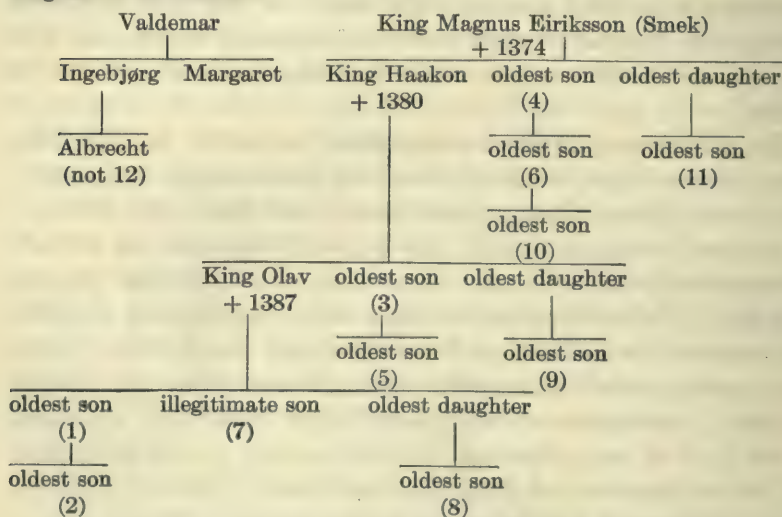 Valdemar King Magnus Eiriksson (Smek)
+ 1374
Ingebjørg Margaret King Haakon oldest son oldest daughter
+ 1380 (4)
Albrecht oldest son oldest son
(not 12) (6) (11)
oldest son
(10)
King Olav oldest son oldest daughter
+ 1387 (3)
oldest son oldest son
(5) (9)
oldest son illegitimate son oldest daughter
(1) (7)
oldest son oldest son
(2) (8)